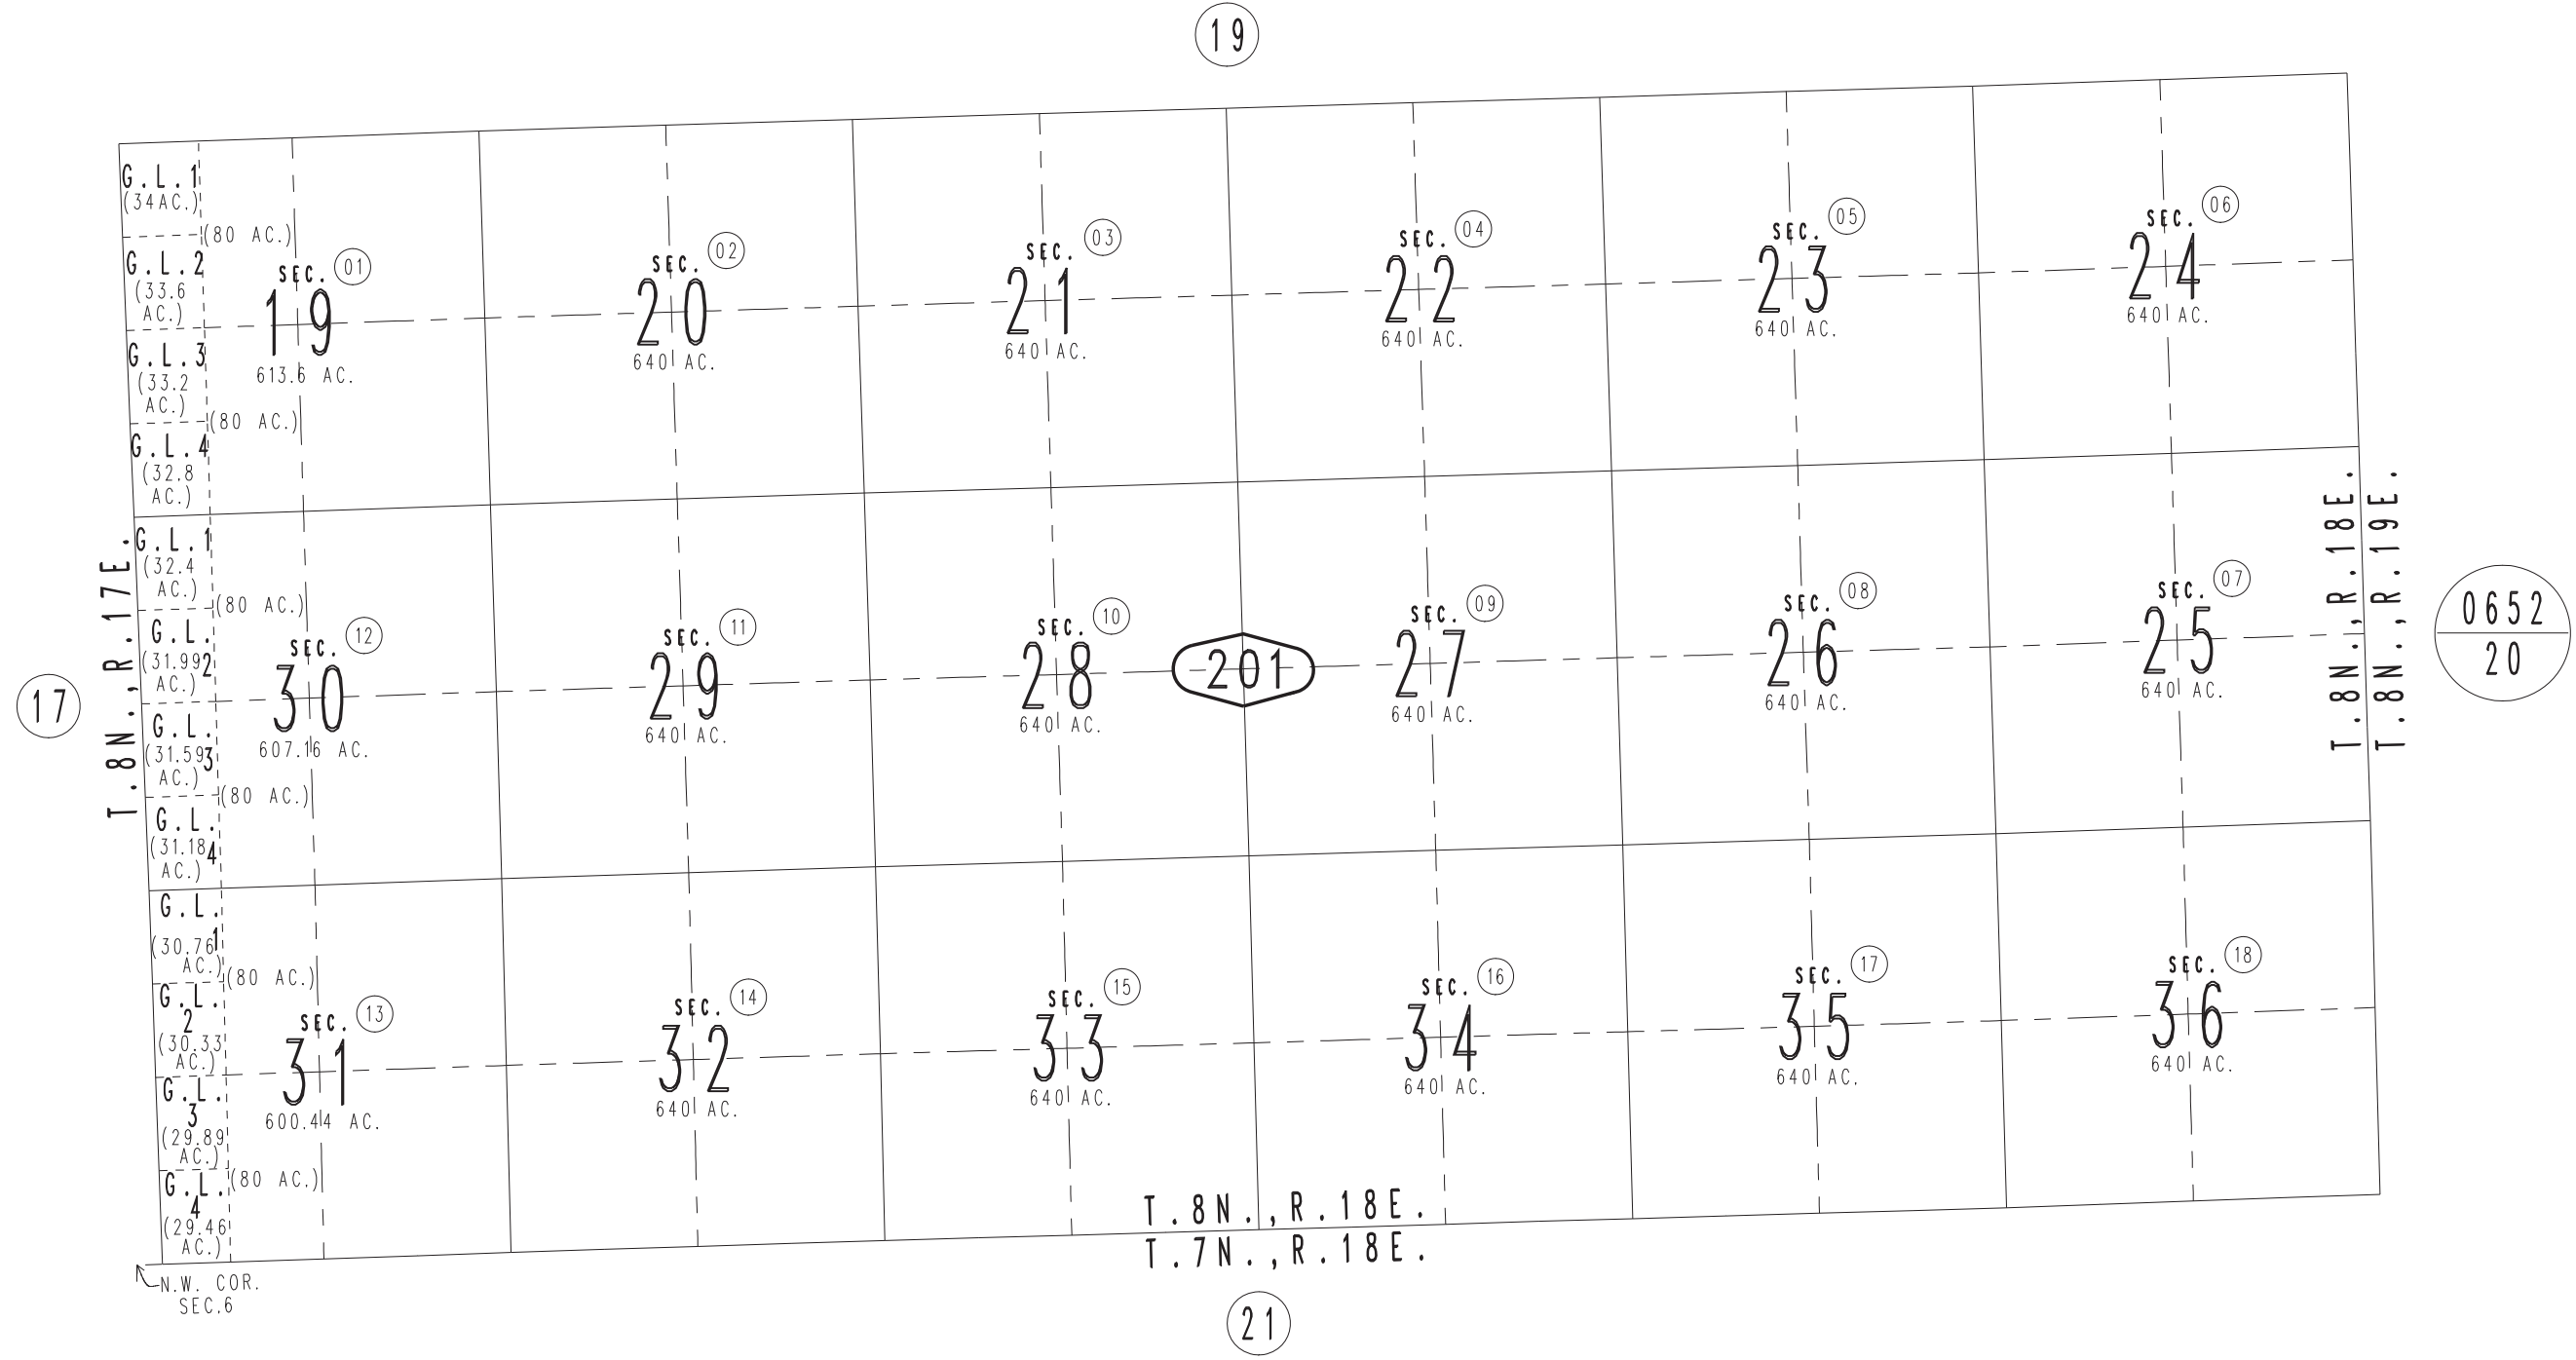 19
G.L.1
(34AC.)
(80 AC.)
G.L.2
(33.6
AC.)
G.L.3
(33.2
AC.)
(80 AC.)
G.L.4
(32.8
AC.)
SEC. 01
19
613.6 AC.
SEC. 02
20
640 AC.
SEC. 03
21
640 AC.
SEC. 04
22
640 AC.
SEC. 05
23
640 AC.
SEC. 06
24
640 AC.
T.8N.,R.17E.
17
G.L.1
(32.4
AC.)
(80 AC.)
G.L.
2
(31.99
AC.)
G.L.
3
(31.59
AC.)
(80 AC.)
G.L.
4
(31.18
AC.)
SEC. 12
30
607.16 AC.
SEC. 11
29
640 AC.
SEC. 10
28
640 AC.
201
SEC. 09
27
640 AC.
SEC. 08
26
640 AC.
SEC. 07
25
640 AC.
T.8N.,R.18E.
T.8N.,R.19E.
0652
20
G.L.
1
(30.76
AC.)
(80 AC.)
G.L.
2
(30.33
AC.)
G.L.
3
(29.89
AC.)
(80 AC.)
G.L.
4
(29.46
AC.)
SEC. 13
31
600.44 AC.
SEC. 14
32
640 AC.
SEC. 15
33
640 AC.
SEC. 16
34
640 AC.
SEC. 17
35
640 AC.
SEC. 18
36
640 AC.
T.8N.,R.18E.
T.7N.,R.18E.
N.W. COR.
SEC.6
21